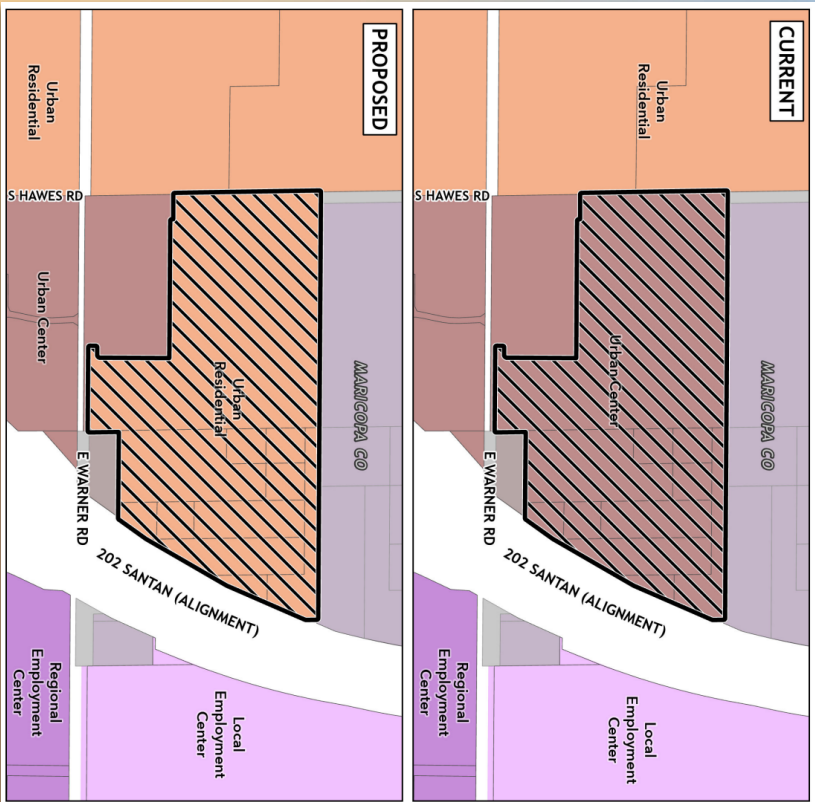 CURRENT
MARICOPA CO
Urban
Residential
Urban Center
Local
Employment
Center
202 SANTAN (ALIGNMENT)
E WARNER RD
S HAWES RD
Regional
Employment
Center
PROPOSED
MARICOPA CO
Urban
Residential
Local
Employment
Center
202 SANTAN (ALIGNMENT)
E WARNER RD
Urban
Residential
S HAWES RD
Urban Center
Regional
Employment
Center